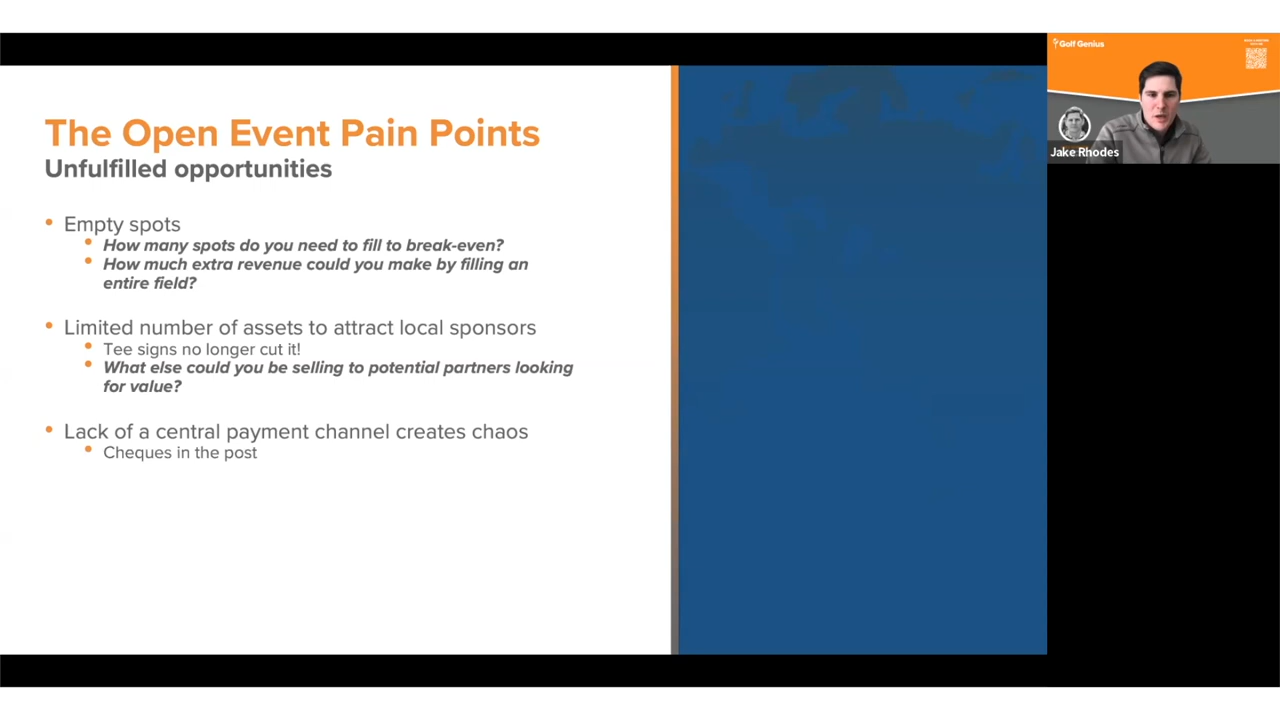 The Open Event Pain Points
Unfulfilled opportunities
• Empty spots
• How many spots do you need to fill to break-even?
• How much extra revenue could you make by filling an
entire field?
• Limited number of assets to attract local sponsors
• Tee signs no longer cut it!
• What else could you be selling to potential partners looking
for value?
• Lack of a central payment channel creates chaos
• Cheques in the post
Golf Genius
Jake Rhodes